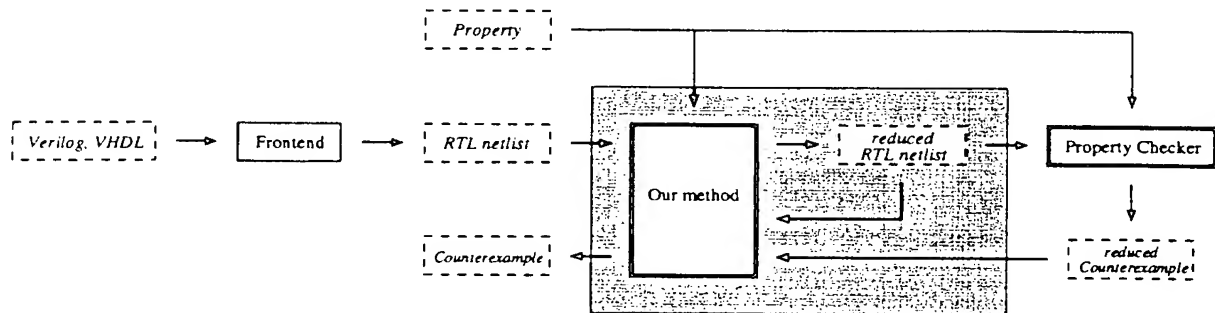 Property
Verilog, VHDL
Frontend
RTL netlist
Our method
reduced
RTL netlist
Property Checker
Counterexample
reduced
Counterexample